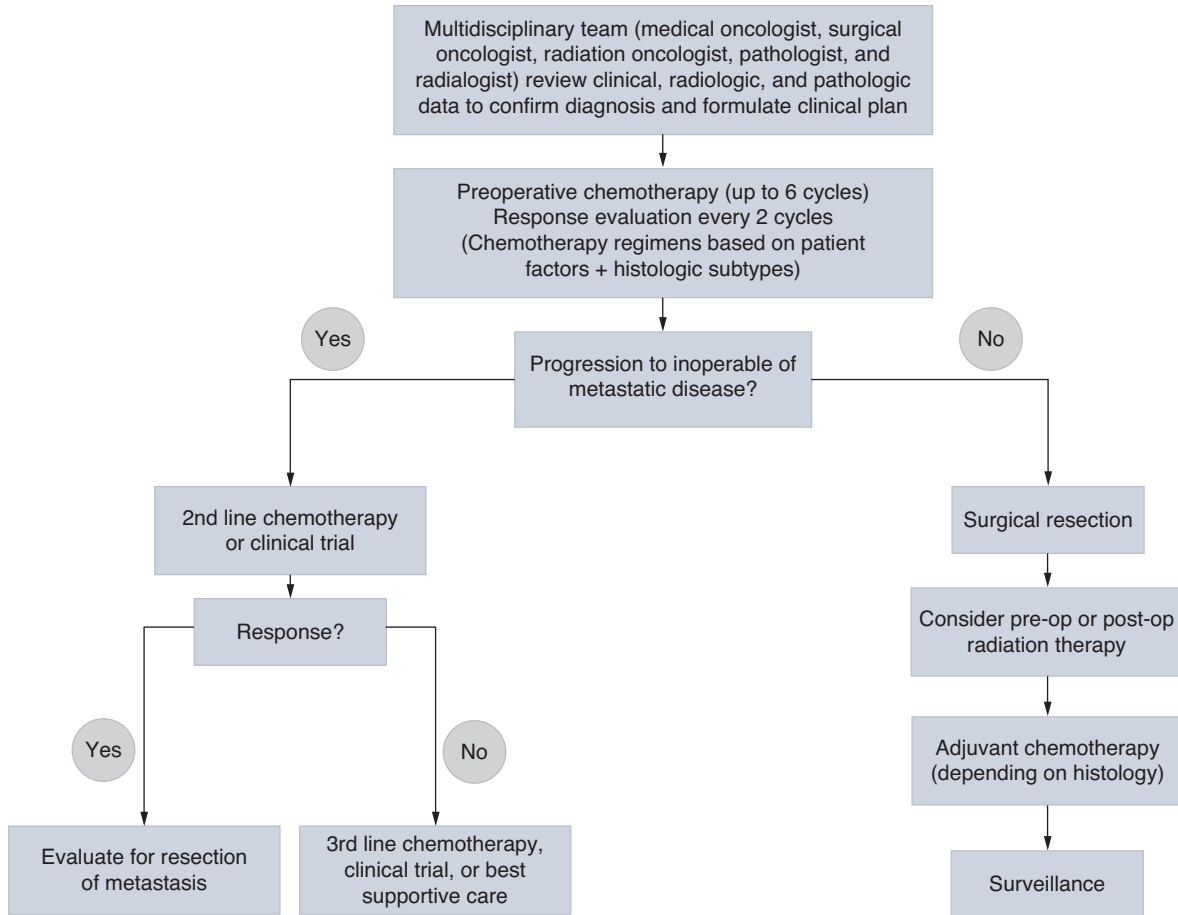 Multidisciplinary team (medical oncologist, surgical
oncologist, radiation oncologist, pathologist, and
radialogist) review clinical, radiologic, and pathologic
data to confirm diagnosis and formulate clinical plan
Preoperative chemotherapy (up to 6 cycles)
Response evaluation every 2 cycles
(Chemotherapy regimens based on patient
factors + histologic subtypes)
Yes
No
Progression to inoperable of
metastatic disease?
2nd line chemotherapy
or clinical trial
Surgical resection
Response?
Consider pre-op or post-op
radiation therapy
Yes
No
Adjuvant chemotherapy
(depending on histology)
Evaluate for resection
of metastasis
3rd line chemotherapy,
clinical trial, or best
supportive care
Surveillance